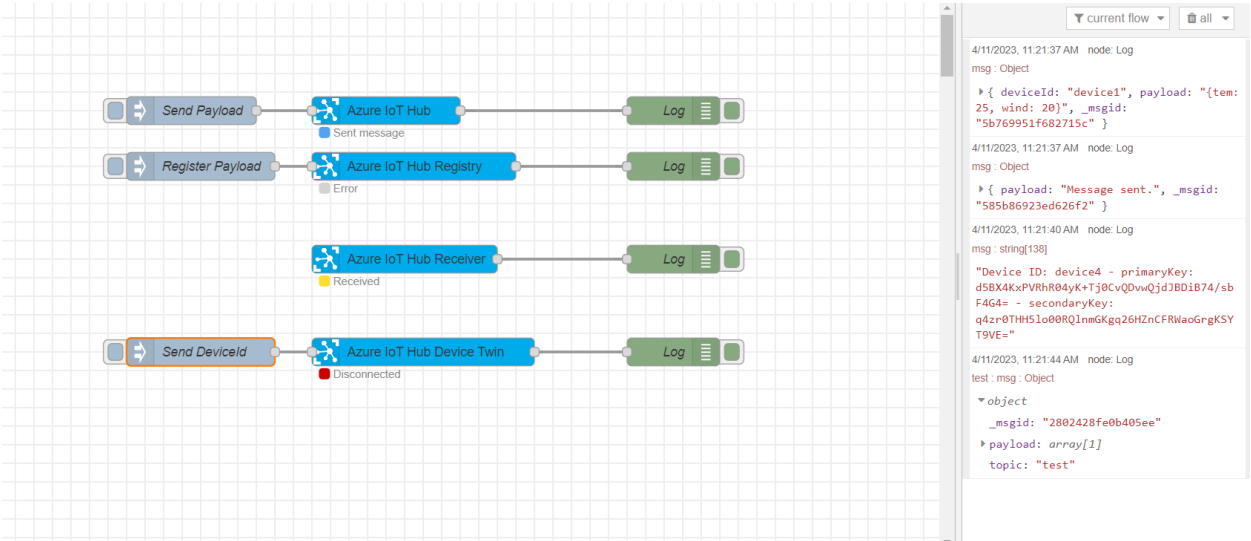 Send Payload
Azure IoT Hub
Log
Sent message
Register Payload
Azure IoT Hub Registry
Log
Error
Azure IoT Hub Receiver
Log
Received
Send DeviceId
Azure IoT Hub Device Twin
Log
Disconnected
current flow
all
4/11/2023, 11:21:37 AM node: Log
msg : Object
{ deviceId: "device1", payload: "{tem:
25, wind: 20}", _msgid:
"5b769951f682715c" }
4/11/2023, 11:21:37 AM node: Log
msg : Object
{ payload: "Message sent.", _msgid:
"585b86923ed626f2" }
4/11/2023, 11:21:40 AM node: Log
msg : string[138]
"Device ID: device4 - primaryKey:
d5BX4KxPVRhR04yK+Tj0CvQDvwQjdJBDiB74/sb
F4G4= - secondaryKey:
q4zr0THH5lo00RQlnmGKgq26HZnCFRWaoGrgKSY
T9VE="
4/11/2023, 11:21:44 AM node: Log
test : msg : Object
object
_msgid: "2802428fe0b405ee"
payload: array[1]
topic: "test"